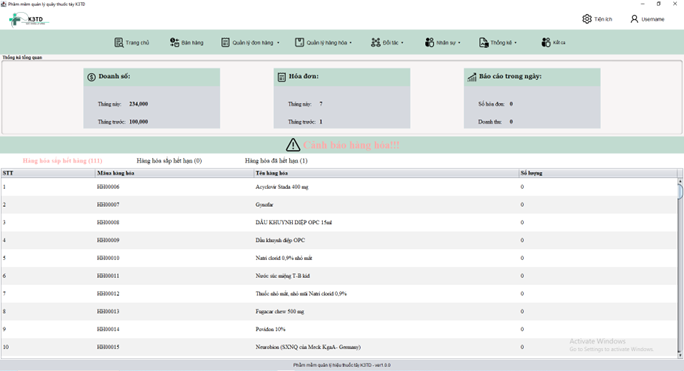 Phần mềm quản lý quầy thuốc tây K3TD
K3TD
Tiện ích
Username
Trang chủ
Bán hàng
Quản lý đơn hàng
Quản lý hàng hóa
Đối tác
Nhân sự
Thống kê
Kết ca
Thống kê tổng quan:
Doanh số:
Tháng này: 234,000
Tháng trước: 100,000
Hóa đơn:
Tháng này: 7
Tháng trước: 1
Báo cáo trong ngày:
Số hóa đơn: 0
Doanh thu: 0
Cảnh báo hàng hóa!!!
Hàng hóa sắp hết hàng (111)
Hàng hóa sắp hết hạn (0)
Hàng hóa đã hết hạn (1)
STT Mã hàng hóa Tên hàng hóa Số lượng
1 HH00006 Acyclovir Stada 400 mg 0
2 HH00007 Gynofar 0
3 HH00008 DẦU KHUYNH DIỆP OPC 15ml 0
4 HH00009 Dầu khuynh diệp OPC 0
5 HH00010 Natri clorid 0,9% nhỏ mắt 0
6 HH00011 Nước súc miệng T-B kid 0
7 HH00012 Thuốc nhỏ mắt, nhỏ mũi Natri clorid 0,9% 0
8 HH00013 Fugacar chew 500 mg 0
9 HH00014 Povidon 10% 0
10 HH00015 Neurobion (SXNQ của Merck KgaA- Germany) 0
Activate Windows
Go to Settings to activate Windows.
Phần mềm quản lý hiệu thuốc tây K3TD - ver1.0.0